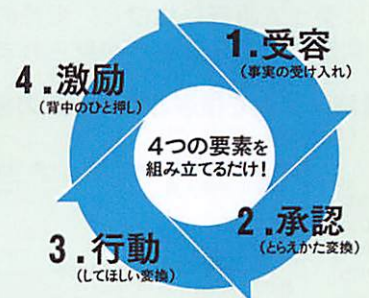 1.受容
(事実の受け入れ)
2.承認
(とらえかた変換)
3.行動
(してほしい変換)
4.激励
(背中のひと押し)
4つの要素を
組み立てるだけ!